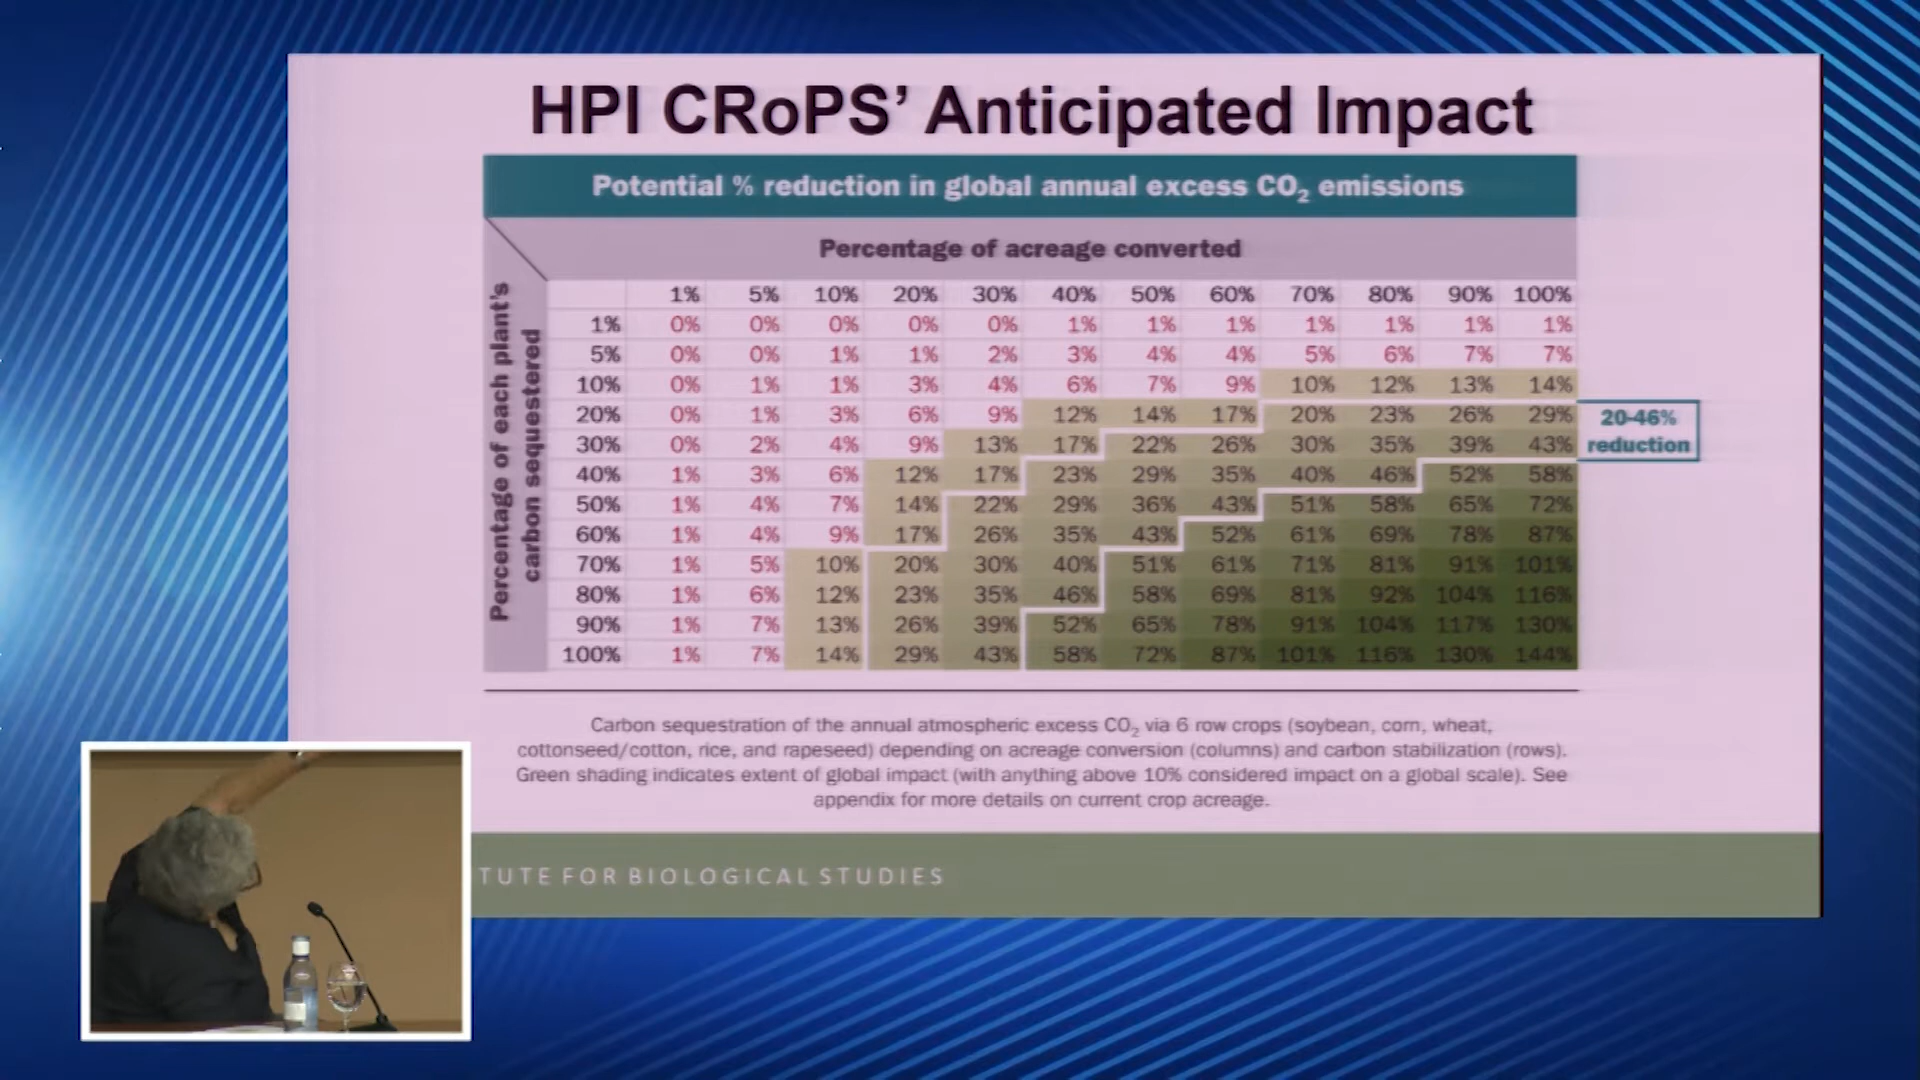 HPI CRoPS’ Anticipated Impact
Potential % reduction in global annual excess CO₂ emissions
Percentage of acreage converted
Percentage of each plant's
carbon sequestered
1% 5% 10% 20% 30% 40% 50% 60% 70% 80% 90% 100%
1% 0% 0% 0% 0% 0% 1% 1% 1% 1% 1% 1% 1%
5% 0% 0% 1% 1% 2% 3% 4% 4% 5% 6% 7% 7%
10% 0% 1% 1% 3% 4% 6% 7% 9% 10% 12% 13% 14%
20% 0% 1% 3% 6% 9% 12% 14% 17% 20% 23% 26% 29%
30% 0% 2% 4% 9% 13% 17% 22% 26% 30% 35% 39% 43%
40% 1% 3% 6% 12% 17% 23% 29% 35% 40% 46% 52% 58%
50% 1% 4% 7% 14% 22% 29% 36% 43% 51% 58% 65% 72%
60% 1% 4% 9% 17% 26% 35% 43% 52% 61% 69% 78% 87%
70% 1% 5% 10% 20% 30% 40% 51% 61% 71% 81% 91% 101%
80% 1% 6% 12% 23% 35% 46% 58% 69% 81% 92% 104% 116%
90% 1% 7% 13% 26% 39% 52% 65% 78% 91% 104% 117% 130%
100% 1% 7% 14% 29% 43% 58% 72% 87% 101% 116% 130% 144%
20-46%
reduction
Carbon sequestration of the annual atmospheric excess CO₂ via 6 row crops (soybean, corn, wheat,
cottonseed/cotton, rice, and rapeseed) depending on acreage conversion (columns) and carbon stabilization (rows).
Green shading indicates extent of global impact (with anything above 10% considered impact on a global scale). See
appendix for more details on current crop acreage.
TUTE FOR BIOLOGICAL STUDIES